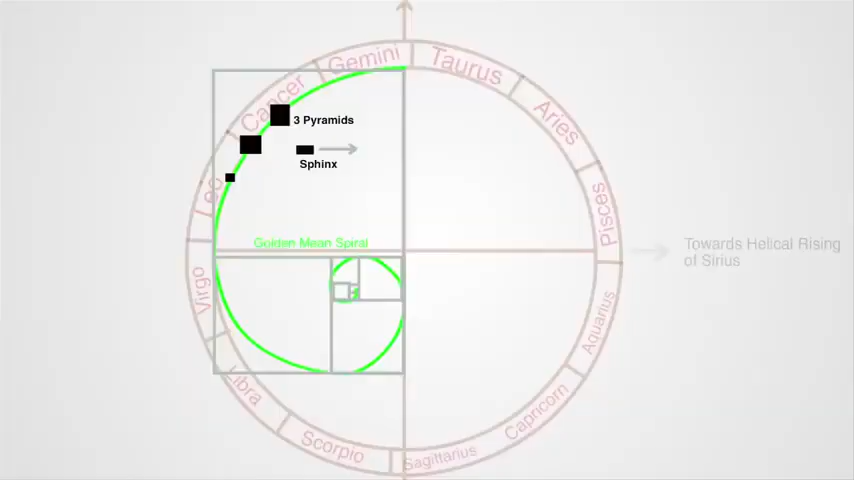 Gemini
Taurus
Cancer
Aries
3 Pyramids
Sphinx
Leo
Pisces
Golden Mean Spiral
Towards Helical Rising
of Sirius
Virgo
Aquarius
Libra
Capricorn
Scorpio
Sagittarius